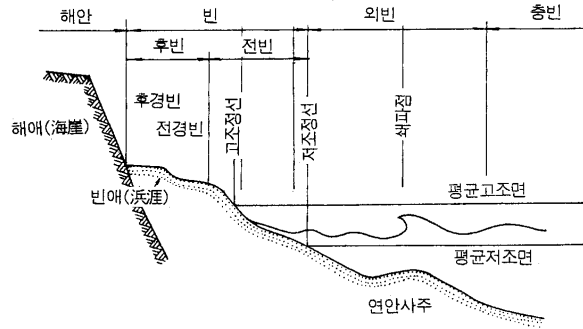 해안 빈 외빈 충빈
후빈 전빈
후경빈
전경빈
고조정선
저조정선
쇄파점
해애(海崖)
빈애(浜涯)
평균고조면
평균저조면
연안사주